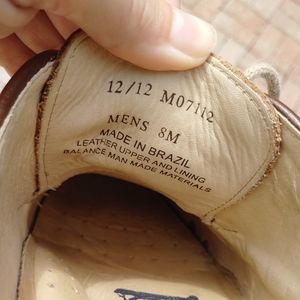 12/12 M07112
MENS 8M
MADE IN BRAZIL
LEATHER UPPER AND LINING
BALANCE MAN MADE MATERIALS